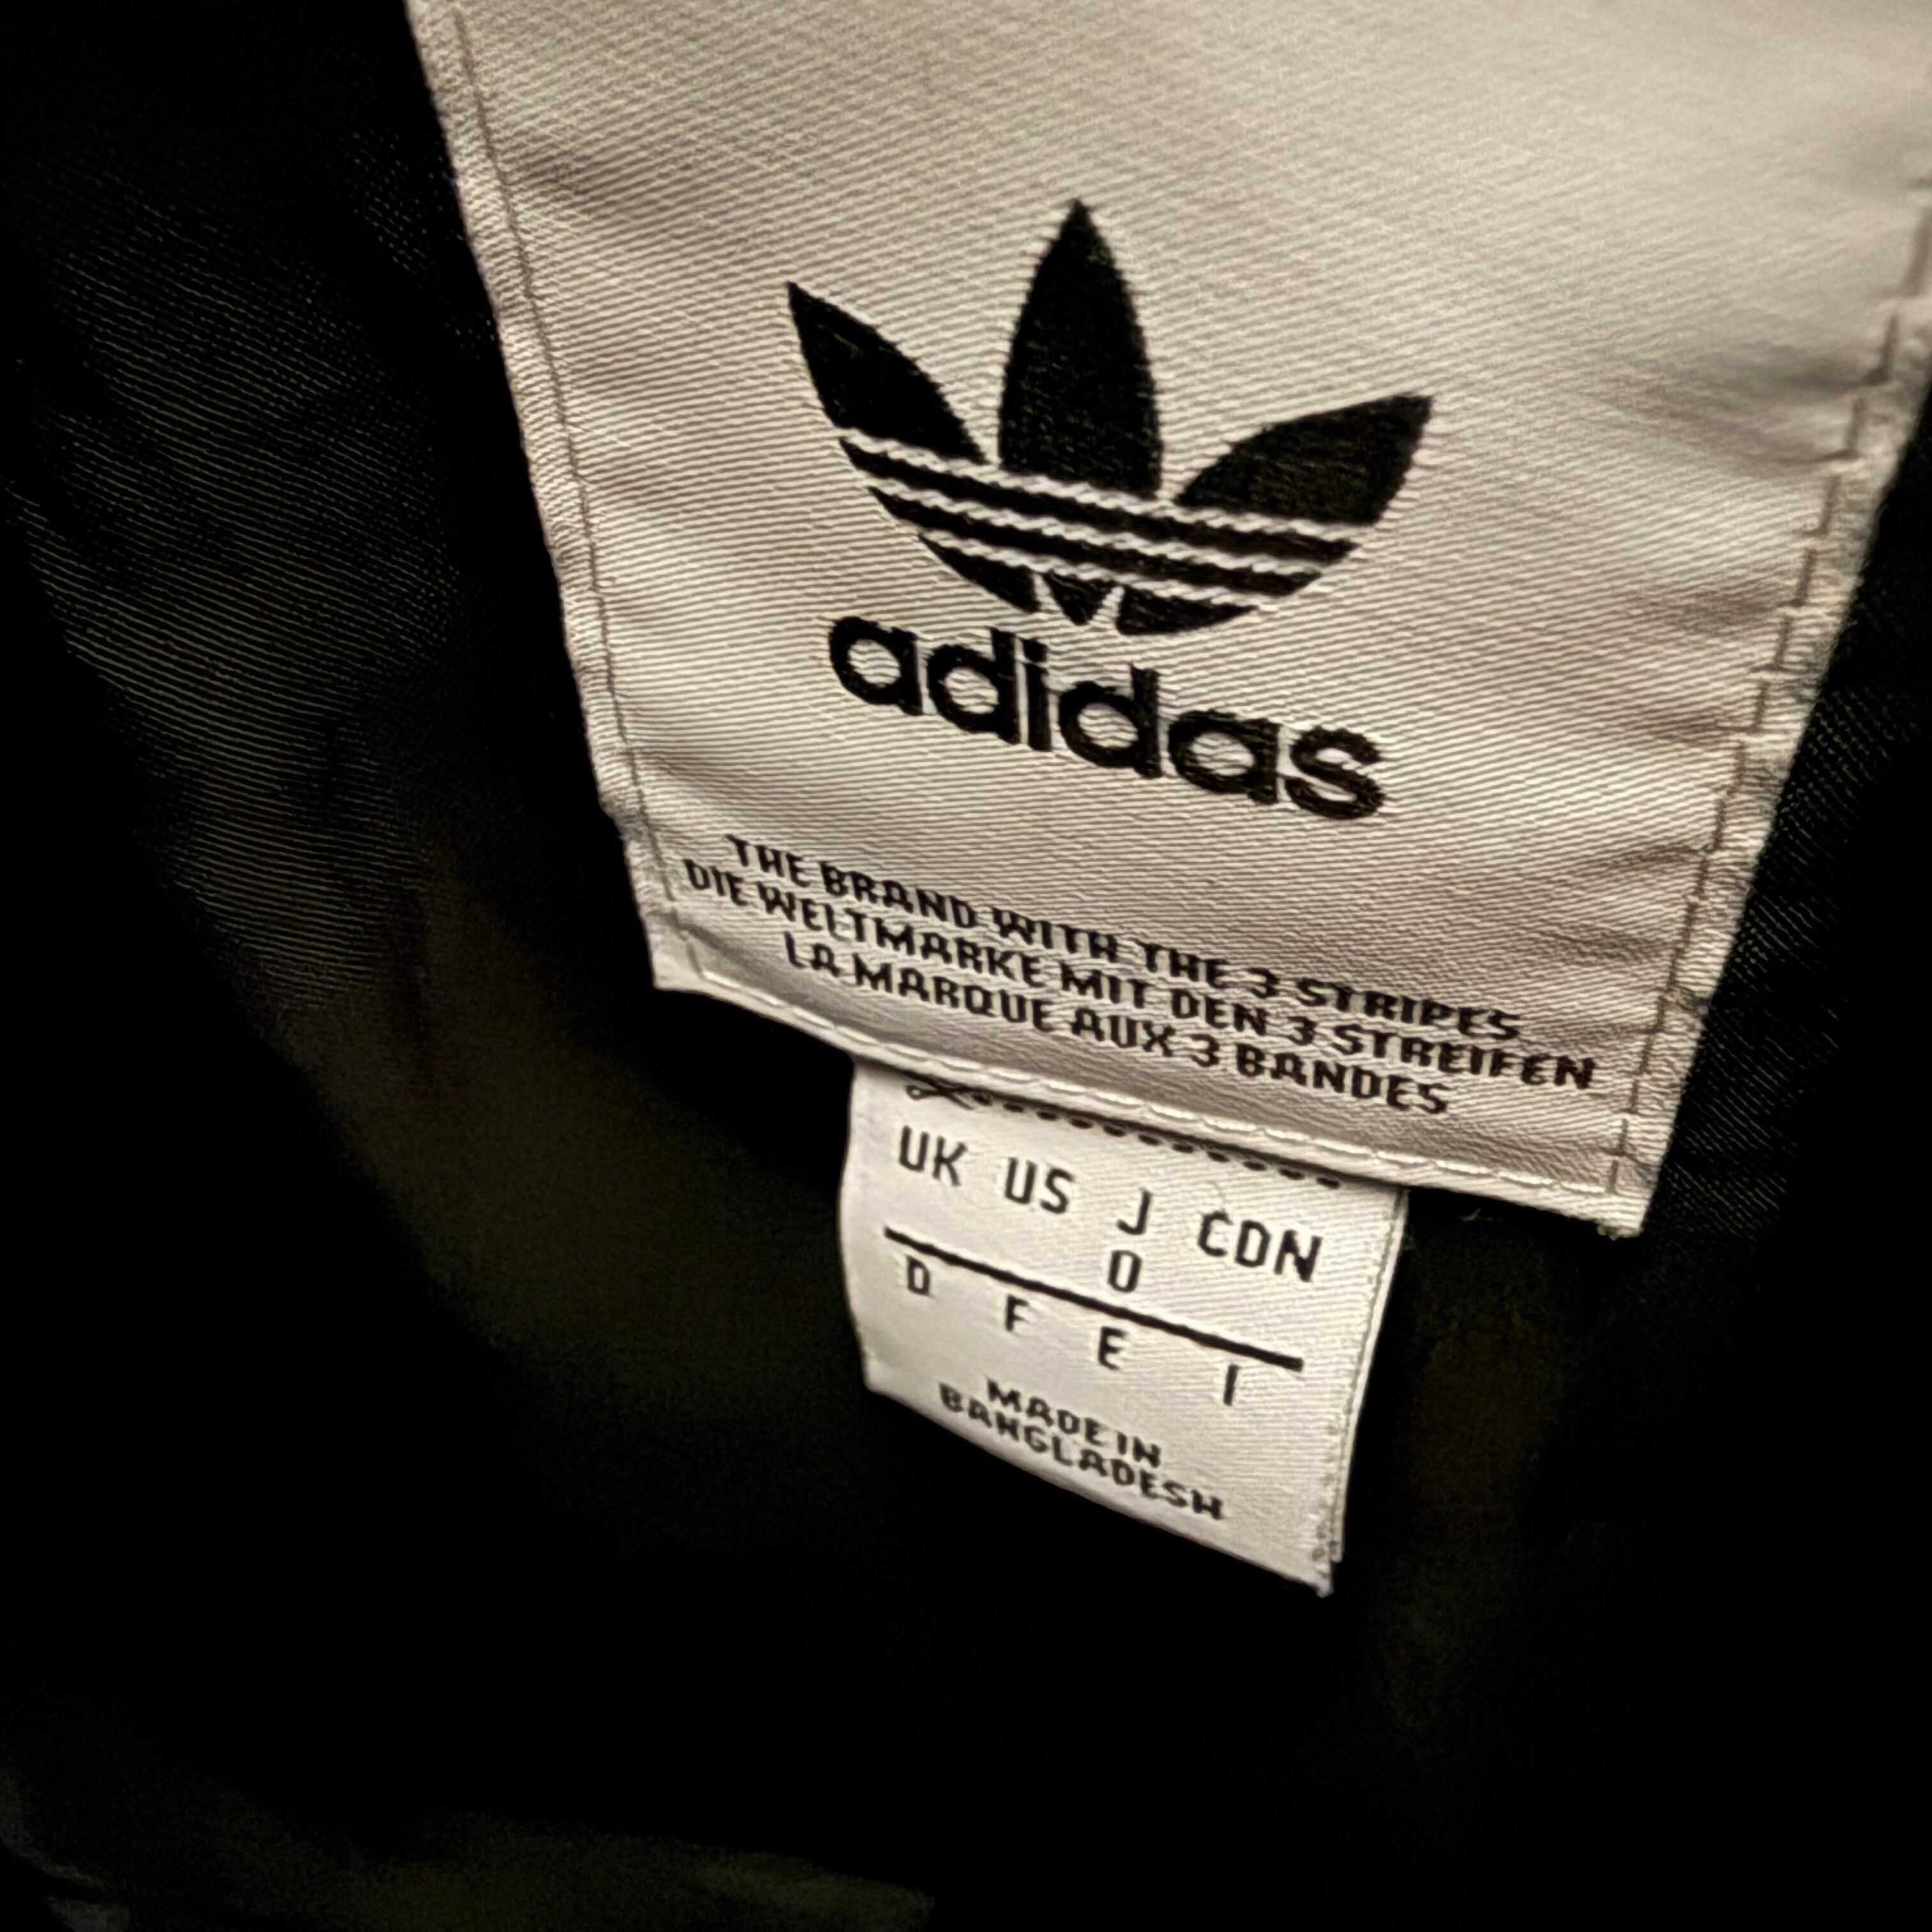 adidas
THE BRAND WITH THE 3 STRIPES
DIE WELTMARKE MIT DEN 3 STREIFEN
LA MARQUE AUX 3 BANDES
UK US J CDN
O
D F E I
MADE IN
BANGLADESH